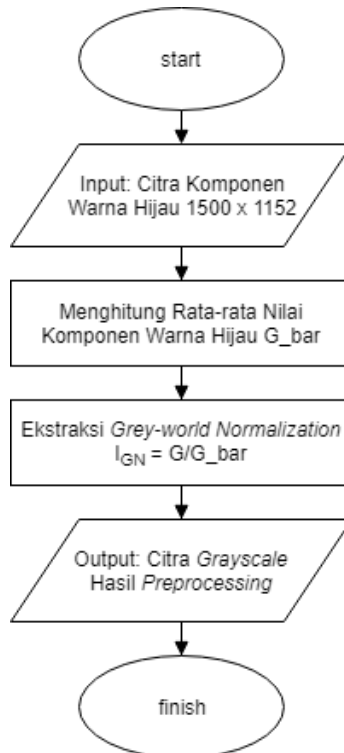 start
Input: Citra Komponen
Warna Hijau 1500 x 1152
Menghitung Rata-rata Nilai
Komponen Warna Hijau G_bar
Ekstraksi Grey-world Normalization
I_GN = G/G_bar
Output: Citra Grayscale
Hasil Preprocessing
finish